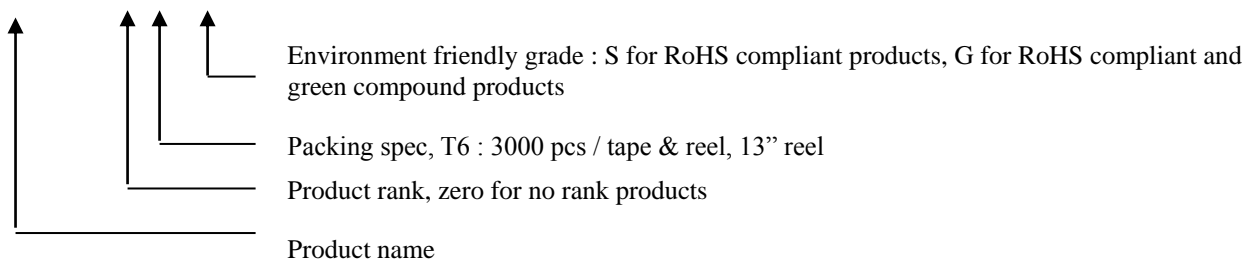 Environment friendly grade : S for RoHS compliant products, G for RoHS compliant and
green compound products
Packing spec, T6 : 3000 pcs / tape & reel, 13” reel
Product rank, zero for no rank products
Product name